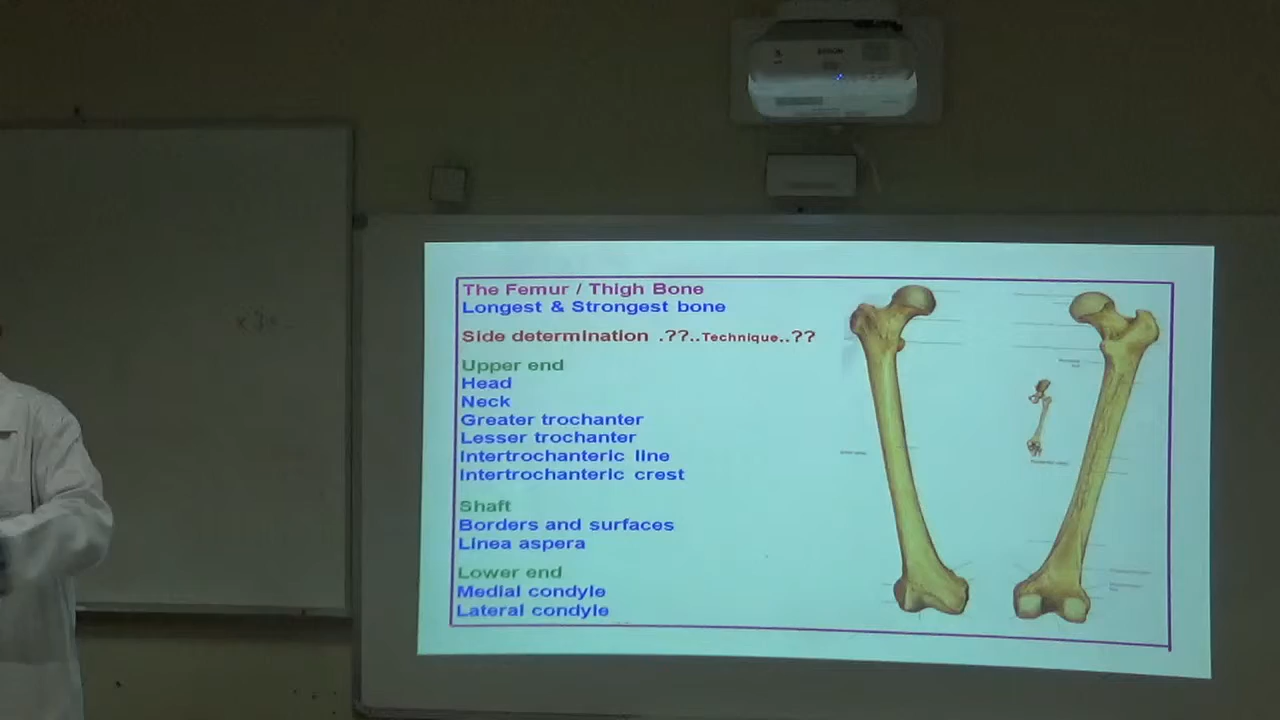 EPSON
The Femur / Thigh Bone
Longest & Strongest bone
Side determination .??..Technique..??
Upper end
Head
Neck
Greater trochanter
Lesser trochanter
Intertrochanteric line
Intertrochanteric crest
Shaft
Borders and surfaces
Linea aspera
Lower end
Medial condyle
Lateral condyle